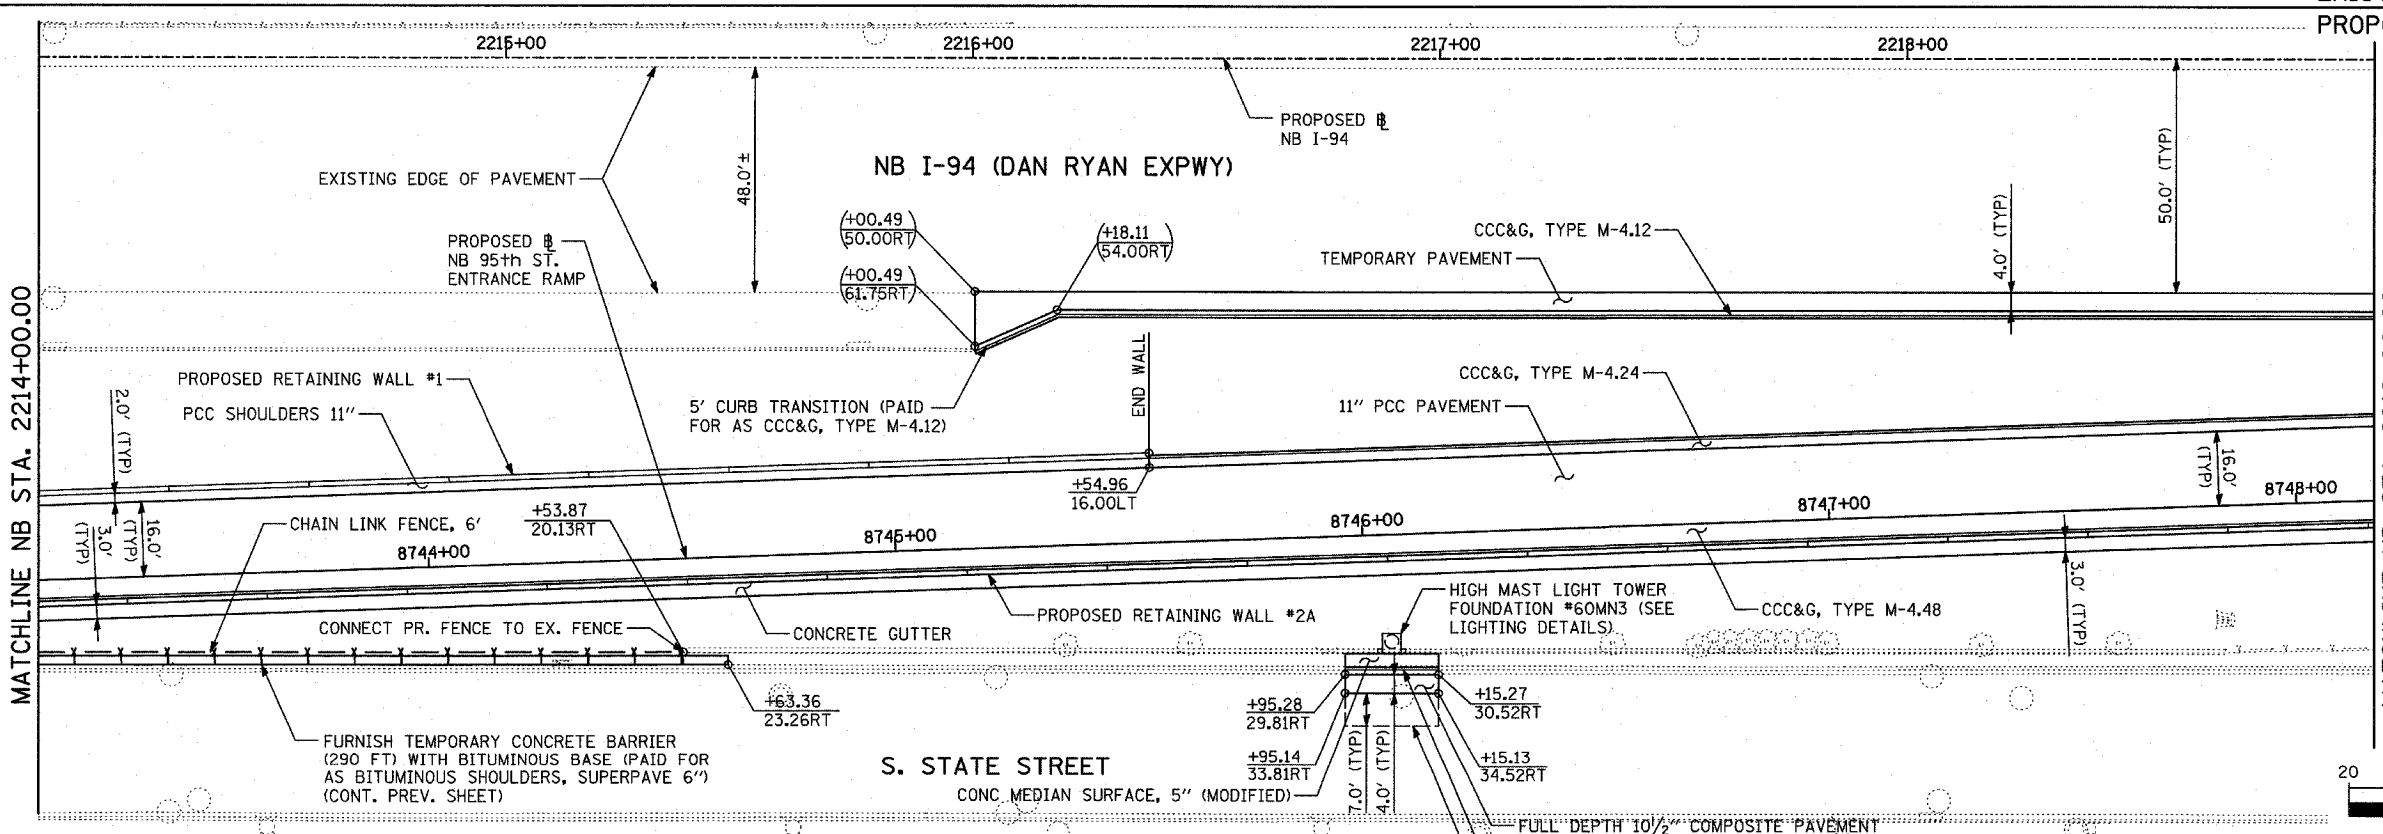 PROP
2215+00
2216+00
2217+00
2218+00
PROPOSED ℄
NB I-94
50.0' (TYP)
48.0'±
NB I-94 (DAN RYAN EXPWY)
EXISTING EDGE OF PAVEMENT
4.0' (TYP)
(+00.49)
(50.00RT)
(+18.11)
(54.00RT)
CCC&G, TYPE M-4.12
PROPOSED ℄
NB 95th ST.
ENTRANCE RAMP
TEMPORARY PAVEMENT
(+00.49)
(61.75RT)
MATCHLINE NB STA. 2214+00.00
PROPOSED RETAINING WALL #1
PCC SHOULDERS 11"
5' CURB TRANSITION (PAID
FOR AS CCC&G, TYPE M-4.12)
END WALL
CCC&G, TYPE M-4.24
11" PCC PAVEMENT
2.0' (TYP)
16.0'
(TYP)
+54.96
16.00LT
8748+00
8747+00
8746+00
8745+00
8744+00
3.0'
(TYP)
16.0'
(TYP)
CHAIN LINK FENCE, 6'
+53.87
20.13RT
CONNECT PR. FENCE TO EX. FENCE
CONCRETE GUTTER
PROPOSED RETAINING WALL #2A
HIGH MAST LIGHT TOWER
FOUNDATION #60MN3 (SEE
LIGHTING DETAILS)
CCC&G, TYPE M-4.48
3.0' (TYP)
+63.36
23.26RT
+95.28
29.81RT
+15.27
30.52RT
FURNISH TEMPORARY CONCRETE BARRIER
(290 FT) WITH BITUMINOUS BASE (PAID FOR
AS BITUMINOUS SHOULDERS, SUPERPAVE 6")
(CONT. PREV. SHEET)
S. STATE STREET
+95.14
33.81RT
+15.13
34.52RT
7.0' (TYP)
4.0' (TYP)
CONC MEDIAN SURFACE, 5" (MODIFIED)
FULL DEPTH 10½" COMPOSITE PAVEMENT
20